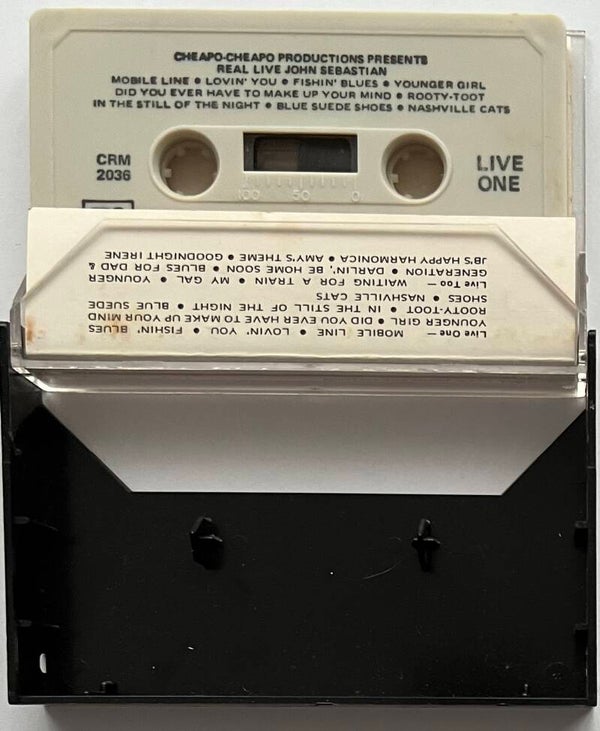 CHEAPO-CHEAPO PRODUCTIONS PRESENTS
REAL LIVE JOHN SEBASTIAN
MOBILE LINE ● LOVIN' YOU ● FISHIN' BLUES ● YOUNGER GIRL
DID YOU EVER HAVE TO MAKE UP YOUR MIND ● ROOTY-TOOT
IN THE STILL OF THE NIGHT ● BLUE SUEDE SHOES ● NASHVILLE CATS
CRM
2036
LIVE
ONE
100 50 0
Live One— MOBILE LINE ● LOVIN' YOU ● FISHIN' BLUES
YOUNGER GIRL ● DID YOU EVER HAVE TO MAKE UP YOUR MIND
ROOTY-TOOT ● IN THE STILL OF THE NIGHT ● BLUE SUEDE
SHOES ● NASHVILLE CATS
Live Too— WAITING FOR A TRAIN ● MY GAL ● YOUNGER
GENERATION ● DARLIN', BE HOME SOON ● BLUES FOR DAD &
JB'S HAPPY HARMONICA ● AMY'S THEME ● GOODNIGHT IRENE